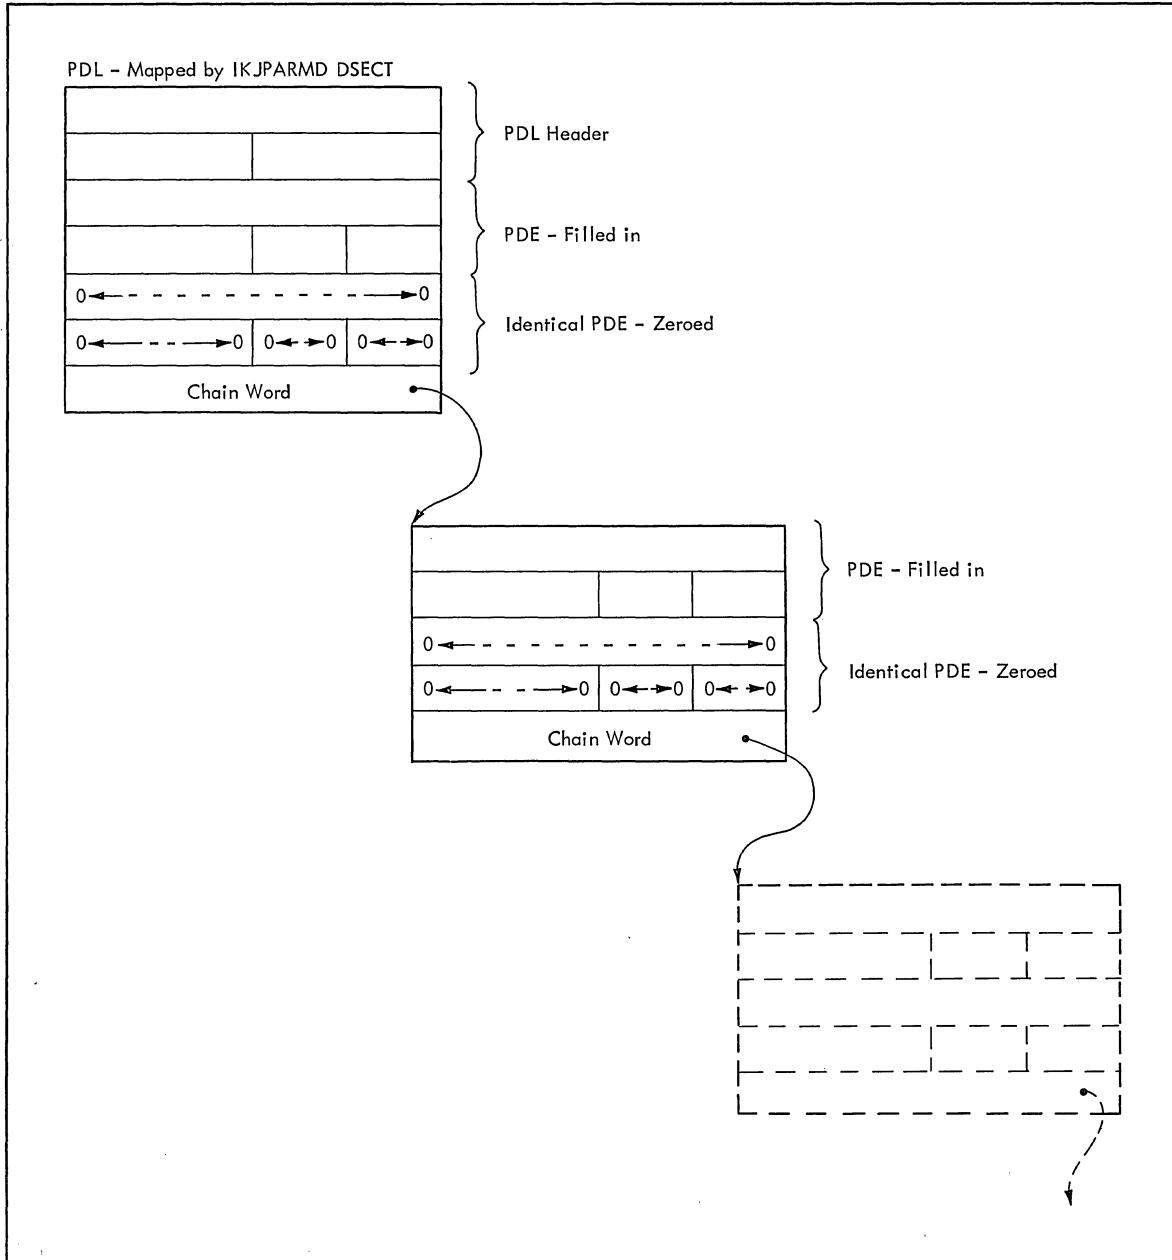 PDL - Mapped by IKJPARMD DSECT
PDL Header
PDE - Filled in
0 0
Identical PDE - Zeroed
0 0 0 0 0 0
Chain Word
PDE - Filled in
0 0
Identical PDE - Zeroed
0 0 0 0 0 0
Chain Word